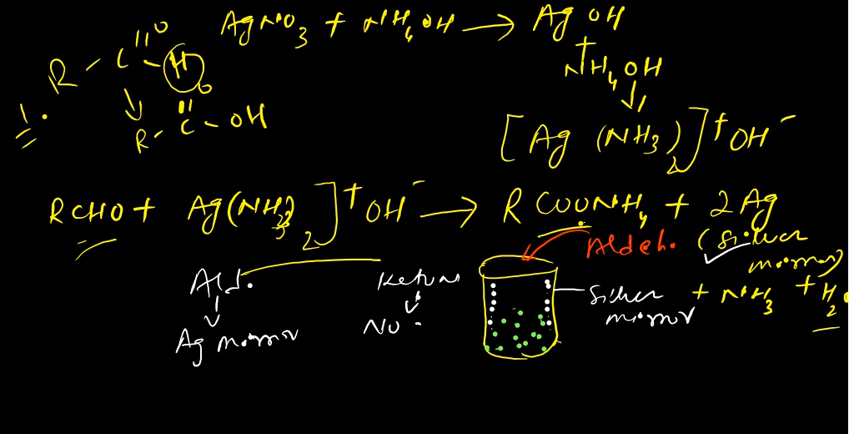 AgNO3 + NH4OH → AgOH
+
NH4OH
R - C = O - H
1.
R - C = O - OH
[Ag (NH3)2]+ OH-
RCHO + Ag(NH3)2]+ OH- → RCOONH4 + 2Ag
Aldeh. (Silver mirror)
+ NH3 + H2O
Ald. Ketone
Ag mirror No
Silver mirror